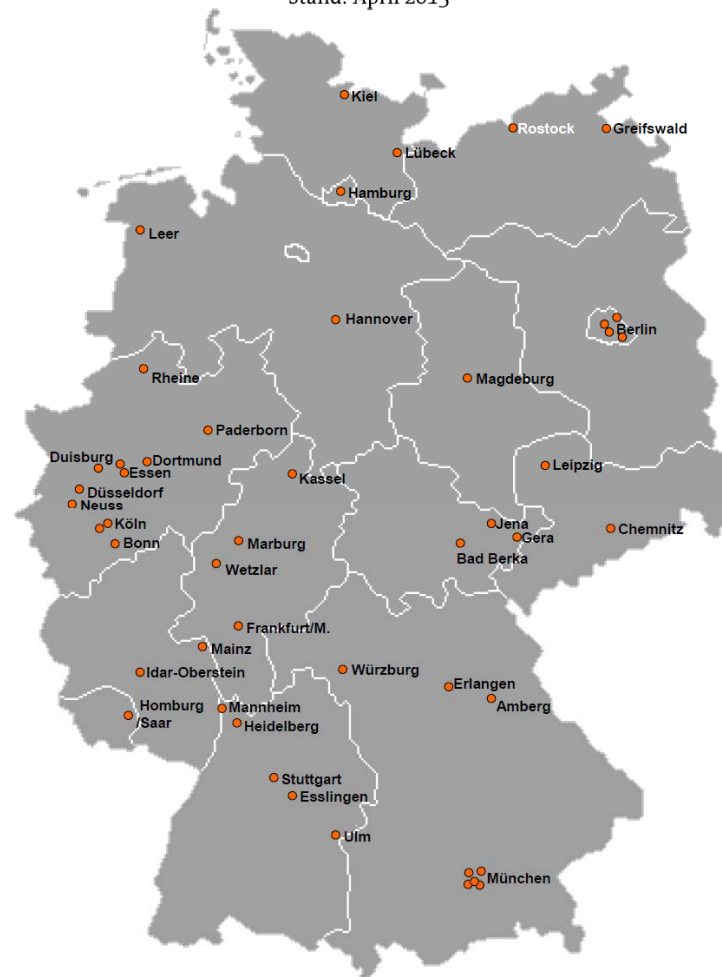 Stand: April 2013
Kiel
Rostock
Greifswald
Lübeck
Hamburg
Leer
Hannover
Berlin
Rheine
Magdeburg
Paderborn
Duisburg
Dortmund
Essen
Kassel
Leipzig
Düsseldorf
Neuss
Köln
Jena
Chemnitz
Gera
Bonn
Marburg
Bad Berka
Wetzlar
Frankfurt/M.
Mainz
Idar-Oberstein
Würzburg
Erlangen
Amberg
Homburg
/Saar
Mannheim
Heidelberg
Stuttgart
Esslingen
Ulm
München